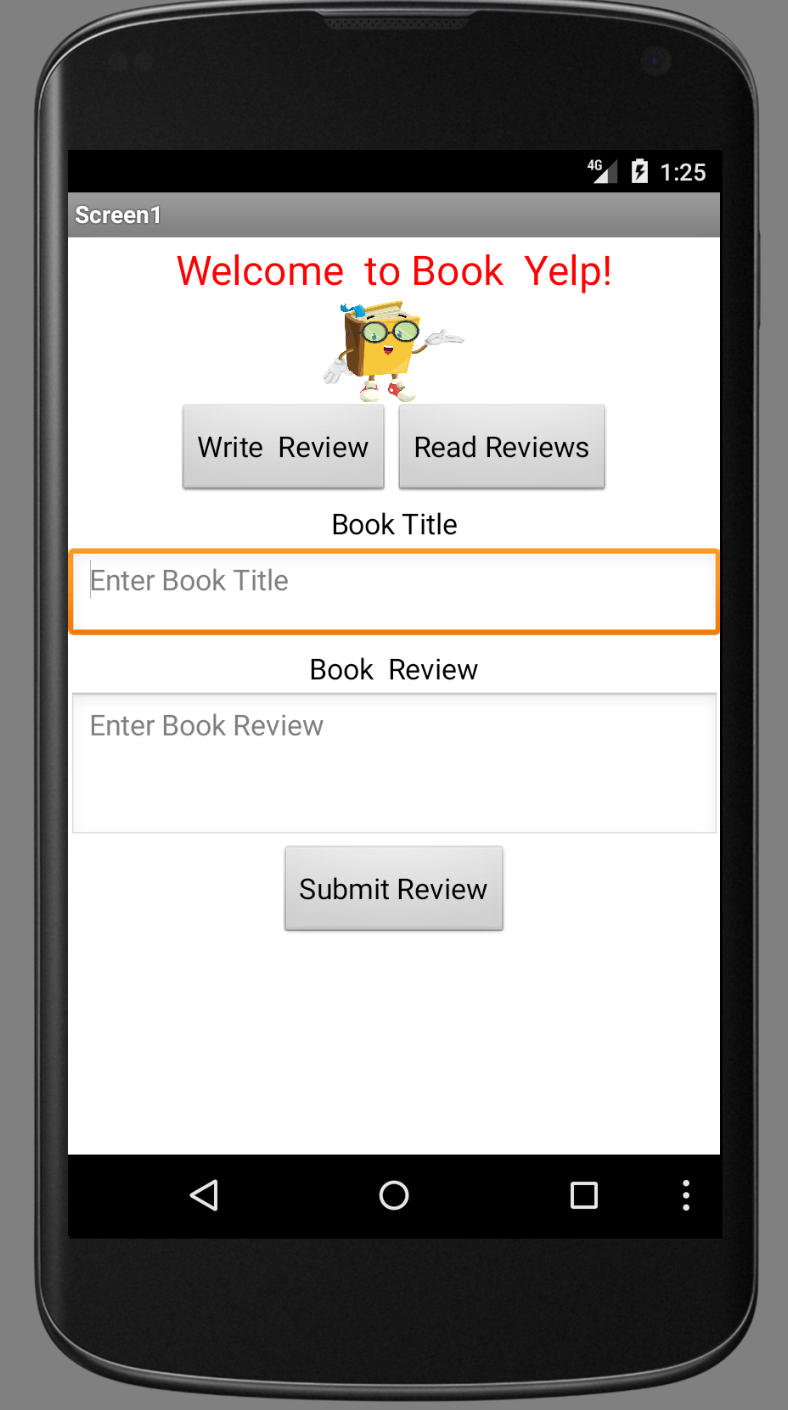 4G 1:25
Screen1
Welcome  to Book  Yelp!
Write  Review Read Reviews
Book Title
Enter Book Title
Book  Review
Enter Book Review
Submit Review